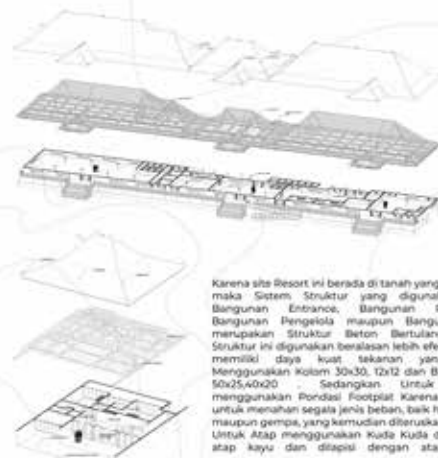 Karena site Resort ini berada di tanah yang
maka Sistem Struktur yang diguna
Bangunan Entrance, Bangunan
Bangunan Pengelola maupun Bangu
merupakan Struktur Beton Bertulan
Struktur ini digunakan beralasan lebih efe
memiliki daya kuat tekanan yan
Menggunakan Kolom 30x30, 12x12 dan B
50x25,40x20 . Sedangkan Untuk
menggunakan Pondasi Footplat Karena
untuk menahan segala jenis beban, baik
maupun gempa, yang kemudian diteruska
Untuk Atap menggunakan Kuda Kuda
atap kayu dan dilapisi dengan ata